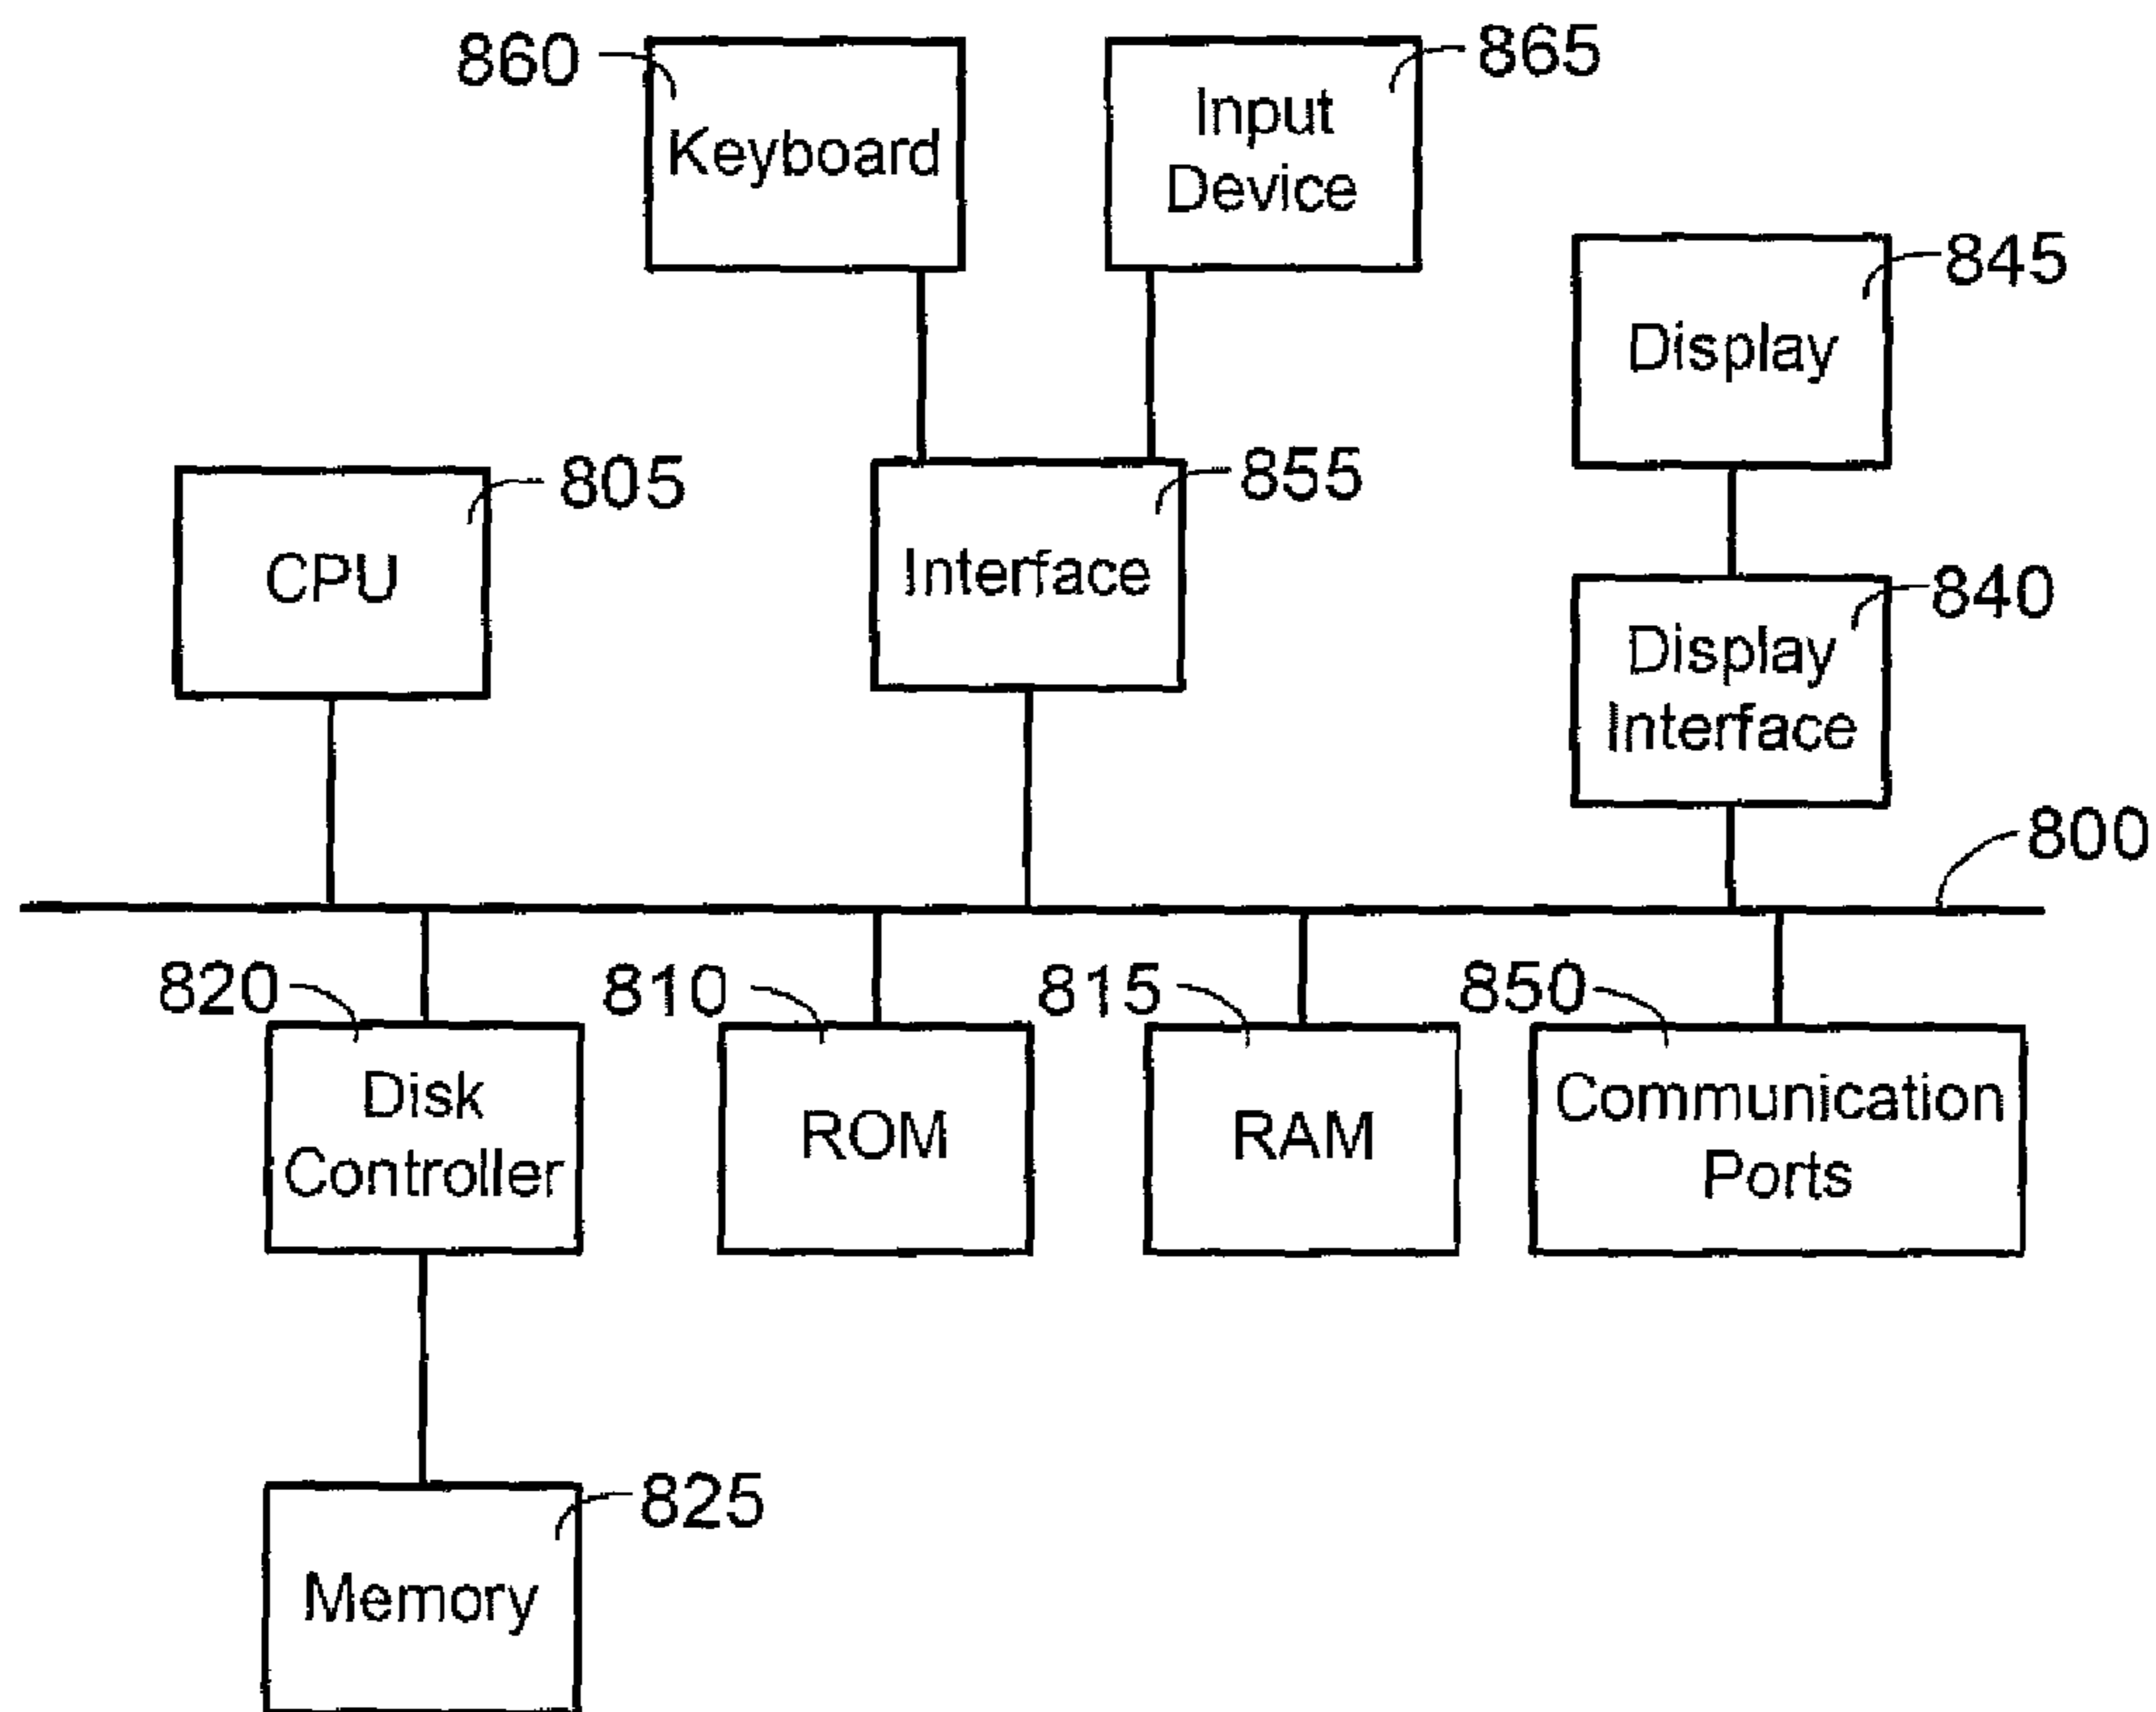 860
Keyboard
Input
Device
865
Display
845
CPU
805
Interface
855
Display
Interface
840
800
820
Disk
Controller
810
ROM
815
RAM
850
Communication
Ports
Memory
825